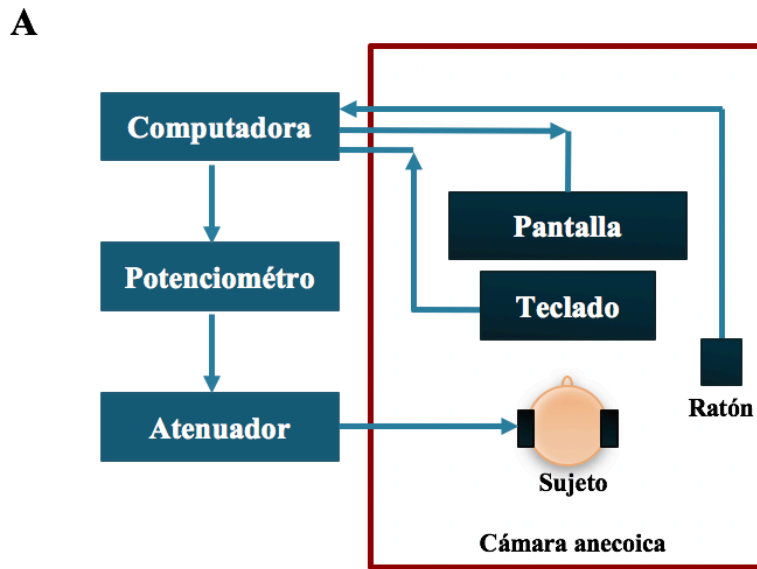 A
Computadora
Pantalla
Potenciométro
Teclado
Ratón
Atenuador
Sujeto
Cámara anecoica